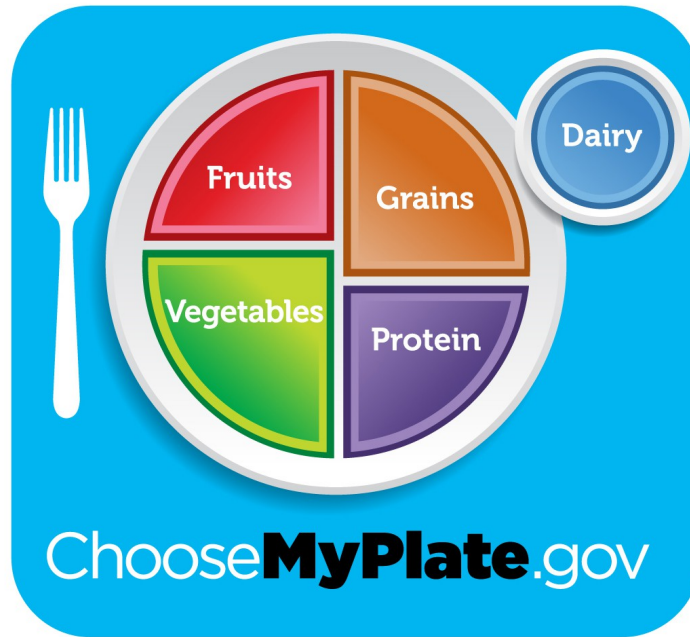 Fruits
Grains
Dairy
Vegetables
Protein
ChooseMyPlate.gov